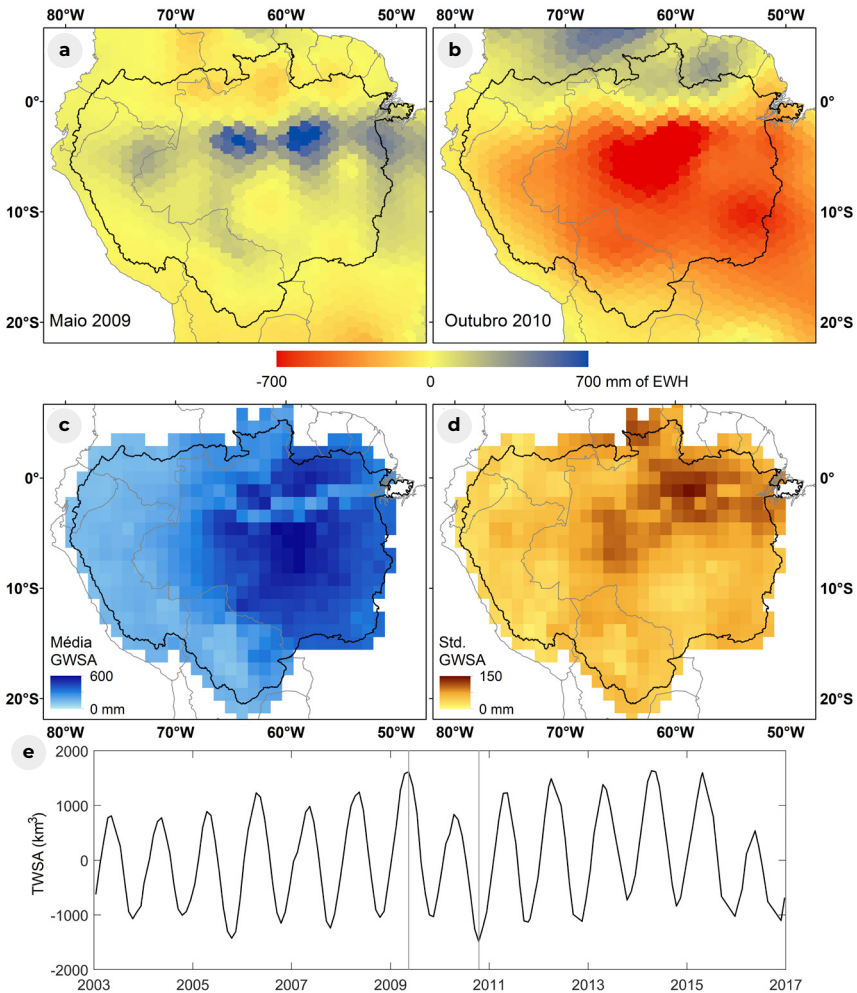 80°W 70°W 60°W 50°W 80°W 70°W 60°W 50°W
a b
0° 0°
10°S 10°S
20°S 20°S
Maio 2009 Outubro 2010
-700 0 700 mm of EWH
c d
0° 0°
10°S 10°S
20°S 20°S
Média
GWSA
600
0 mm
Std.
GWSA
150
0 mm
80°W 70°W 60°W 50°W 80°W 70°W 60°W 50°W
e
TWSA (km³)
2000
1000
0
-1000
-2000
2003 2005 2007 2009 2011 2013 2015 2017